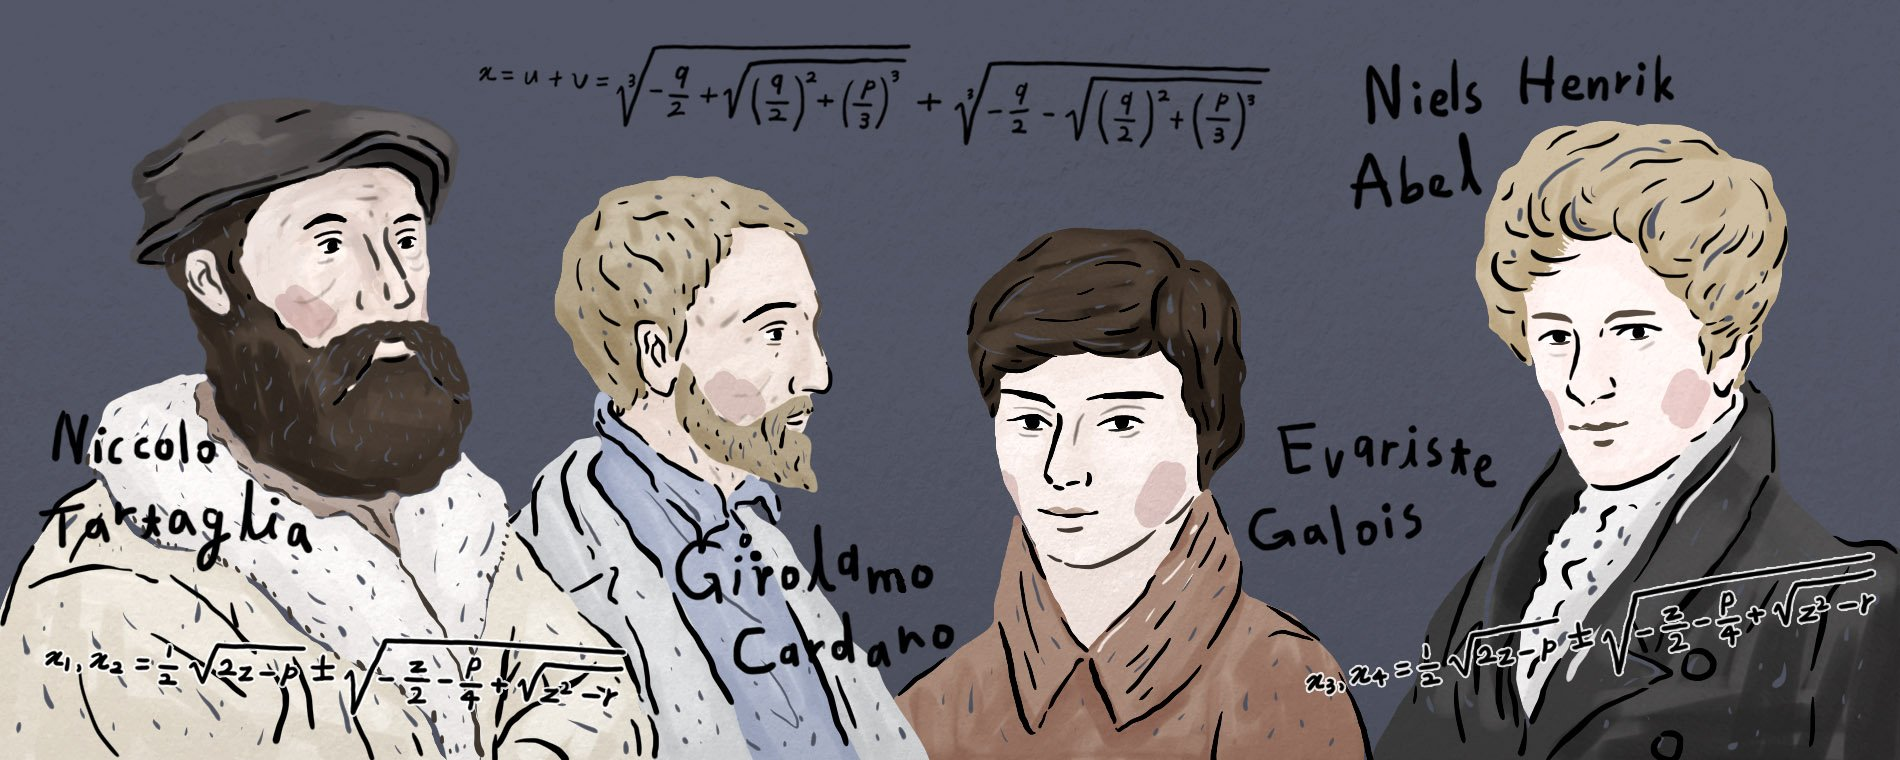 x = u + v = ∛(-q/2 + √((q/2)² + (p/3)³)) + ∛(-q/2 - √((q/2)² + (p/3)³))
Niels Henrik
Abel
Niccolo
Tartaglia
Evariste
Galois
Girolamo
Cardano
x₁, x₂ = 1/2 √(2z-p) ± √(-z/2 - p/4 + √(z²-r))
x₃, x₄ = 1/2 √(2z-p) ± √(-z/2 - p/4 + √(z²-r))